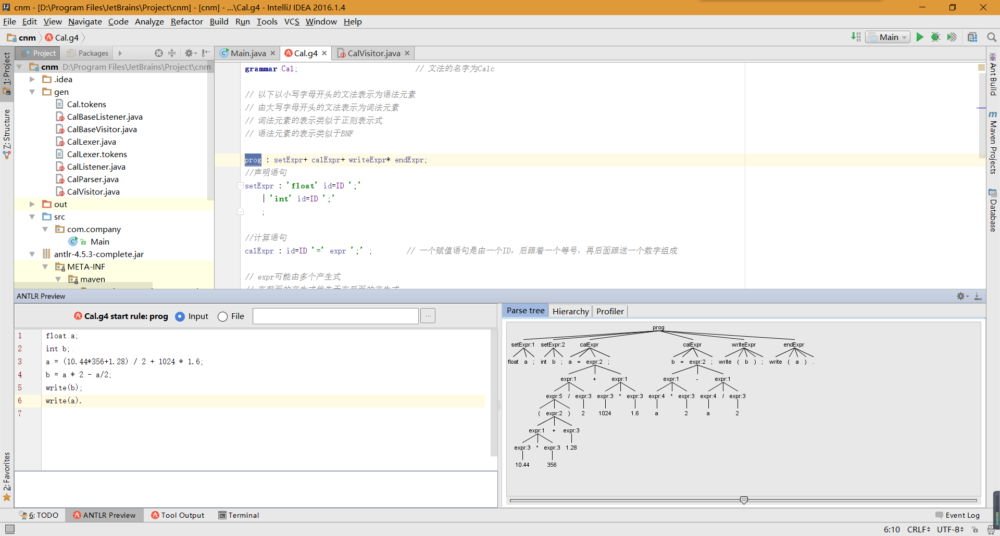 cnm - [D:\Program Files\JetBrains\Project\cnm] - [cnm] - ...\Cal.g4 - IntelliJ IDEA 2016.1.4
File Edit View Navigate Code Analyze Refactor Build Run Tools VCS Window Help
cnm Cal.g4 Main
Project Packages
Main.java Cal.g4 CalVisitor.java
1: Project
7: Structure
2: Favorites
cnm D:\Program Files\JetBrains\Project\cnm
.idea
gen
Cal.tokens
CalBaseListener.java
CalBaseVisitor.java
CalLexer.java
CalLexer.tokens
CalListener.java
CalParser.java
CalVisitor.java
out
src
com.company
Main
antlr-4.5.3-complete.jar
META-INF
maven
grammar Cal; // 文法的名字为Calc
// 以下以小写字母开头的文法表示为语法元素
// 由大写字母开头的文法表示为词法元素
// 词法元素的表示类似于正则表示式
// 语法元素的表示类似于BNF
prog : setExpr+ calExpr+ writeExpr* endExpr;
//声明语句
setExpr : 'float' id=ID ';'
| 'int' id=ID ';'
;
//计算语句
calExpr : id=ID '=' expr ';' ; // 一个赋值语句是由一个ID，后跟着一个等号，再后面跟送一个数字组成
// expr可能由多个产生式
// 在前面的产生式优先于在后面的产生式
Ant Build
Maven Projects
Database
ANTLR Preview
Cal.g4 start rule: prog Input File ...
1 float a;
2 int b;
3 a = (10.44*356+1.28) / 2 + 1024 * 1.6;
4 b = a * 2 - a/2;
5 write(b);
6 write(a).
7
Parse tree Hierarchy Profiler
prog
setExpr:1 setExpr:2 calExpr calExpr writeExpr endExpr
float a ; int b ; a = expr:2 ; b = expr:2 ; write ( b ) ; write ( a ) .
expr:1 + expr:1 expr:1 - expr:1
expr:5 / expr:3 expr:3 * expr:3 expr:4 * expr:3 expr:4 / expr:3
( expr:2 ) 2 1024 1.6 a 2 a 2
expr:1 + expr:3
expr:3 * expr:3 1.28
10.44 356
6: TODO ANTLR Preview Tool Output Terminal Event Log
6:10 CRLF UTF-8